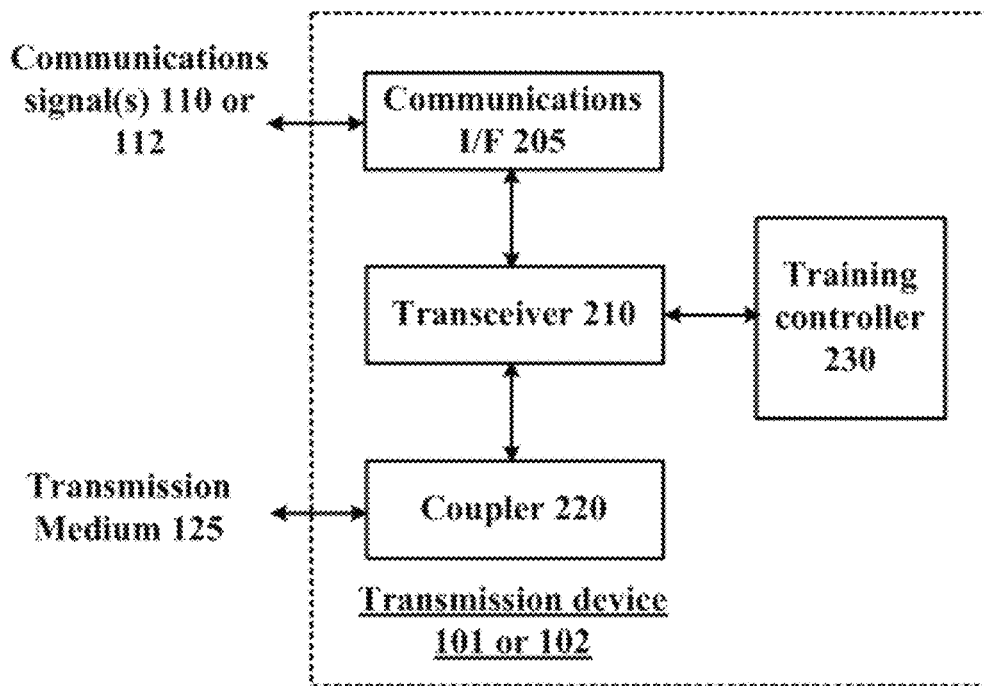 Communications
signal(s) 110 or
112
Communications
I/F 205
Transceiver 210
Training
controller
230
Transmission
Medium 125
Coupler 220
Transmission device
101 or 102